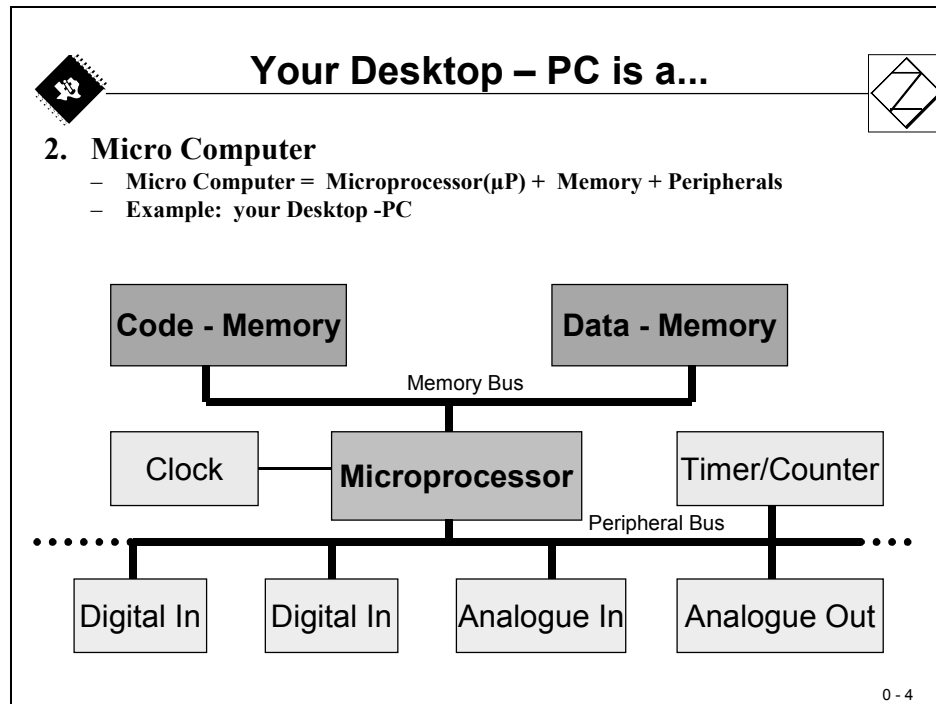 Your Desktop – PC is a...
2. Micro Computer
– Micro Computer = Microprocessor(µP) + Memory + Peripherals
– Example: your Desktop -PC
Code - Memory
Data - Memory
Memory Bus
Clock
Microprocessor
Timer/Counter
Peripheral Bus
Digital In
Digital In
Analogue In
Analogue Out
0 - 4